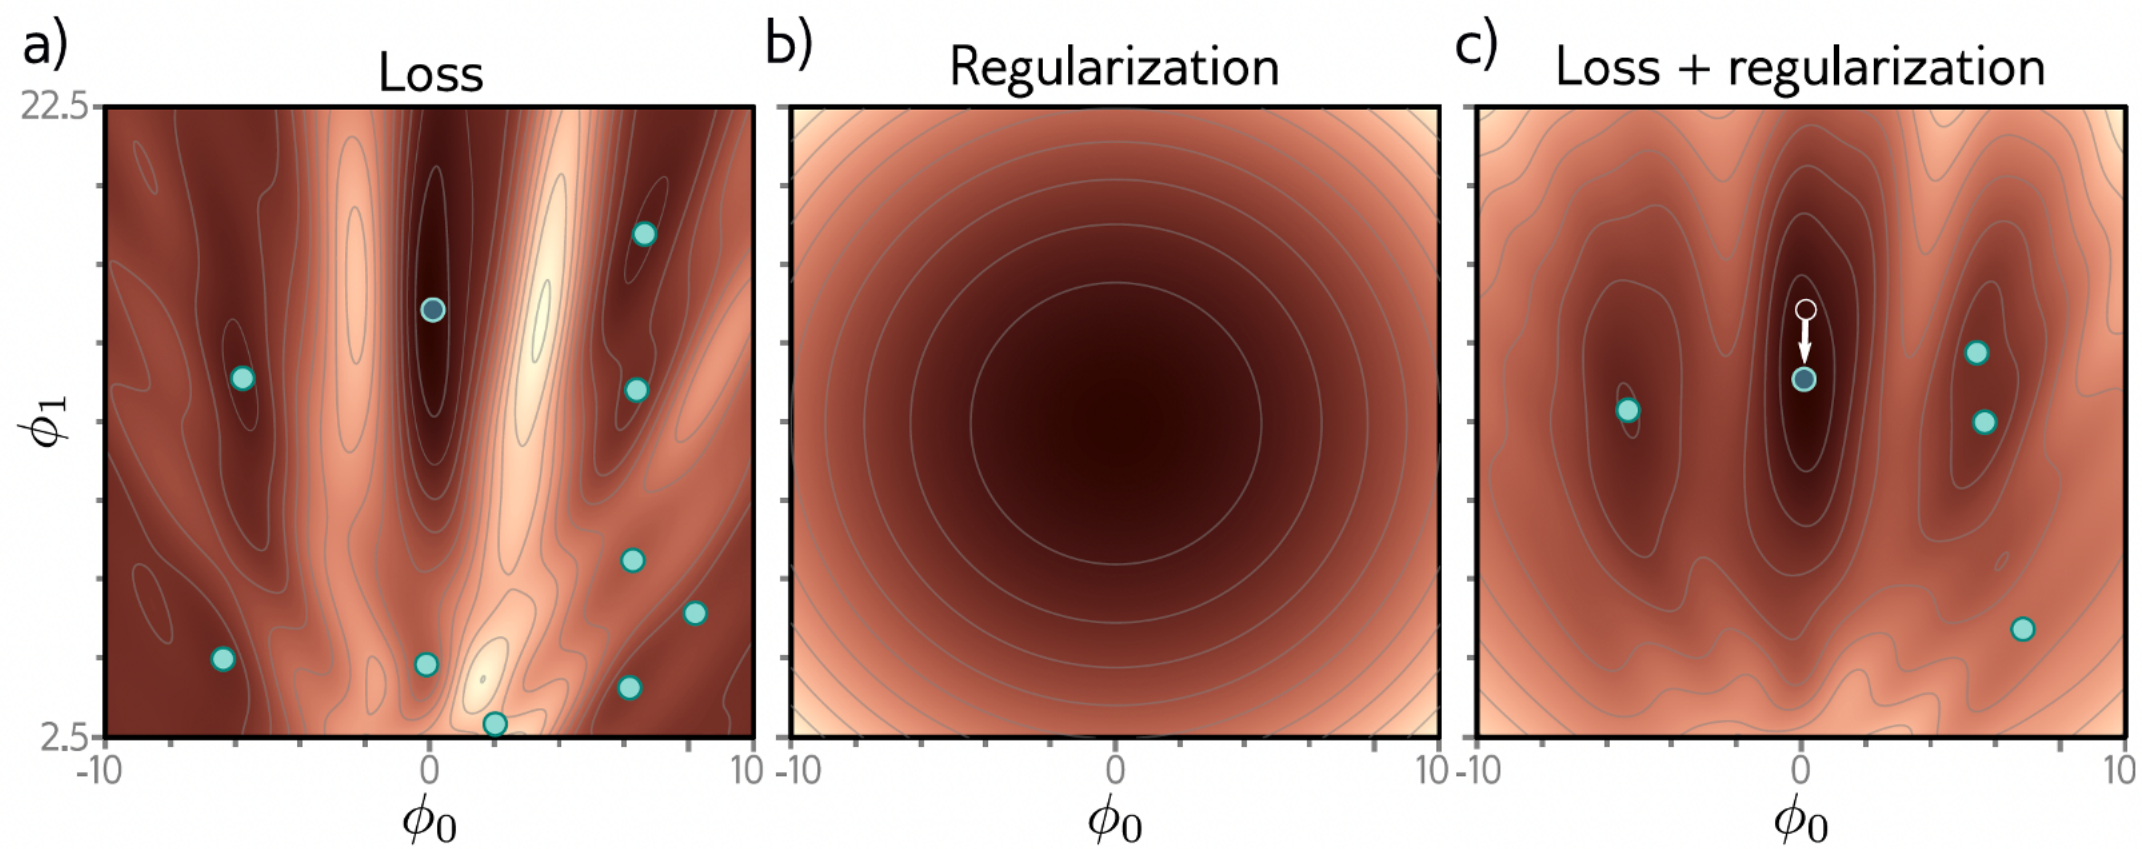 a) Loss
b) Regularization
c) Loss + regularization
22.5
ϕ1
2.5
-10 0 10
-10 0 10
-10 0 10
ϕ0
ϕ0
ϕ0